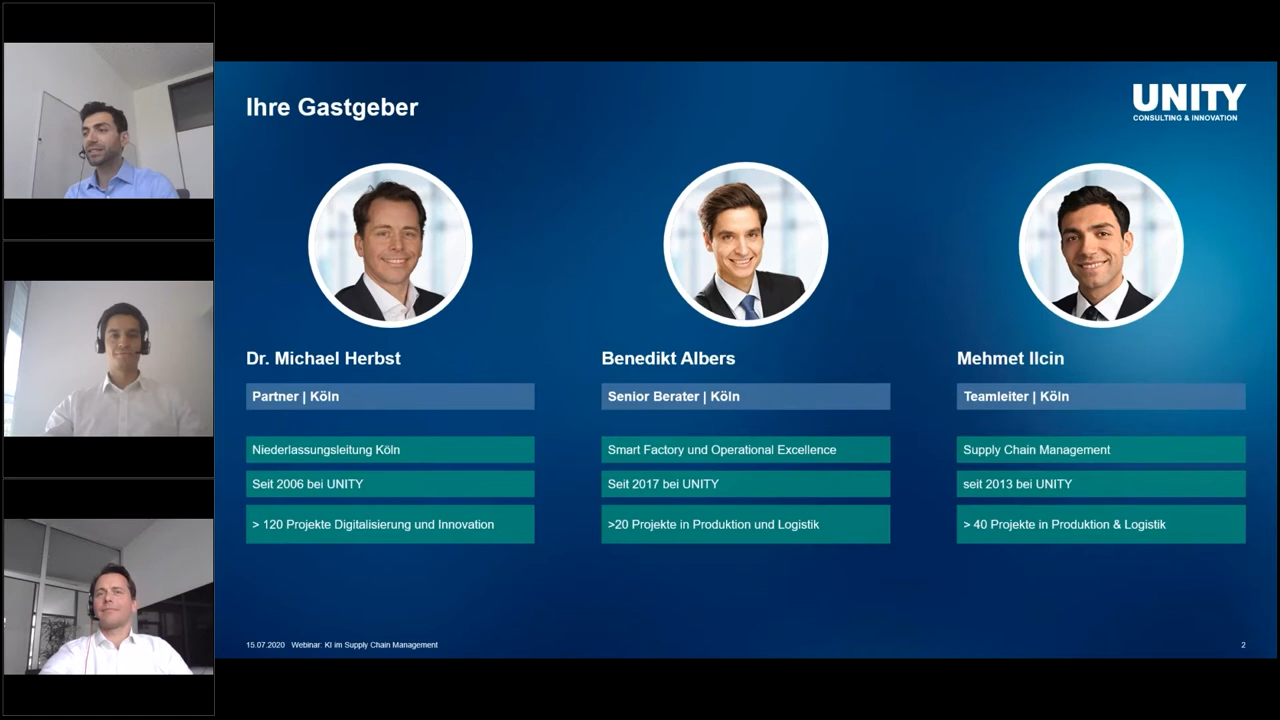 Ihre Gastgeber
UNITY
CONSULTING & INNOVATION
Dr. Michael Herbst
Partner | Köln
Niederlassungsleitung Köln
Seit 2006 bei UNITY
> 120 Projekte Digitalisierung und Innovation
Benedikt Albers
Senior Berater | Köln
Smart Factory und Operational Excellence
Seit 2017 bei UNITY
>20 Projekte in Produktion und Logistik
Mehmet Ilcin
Teamleiter | Köln
Supply Chain Management
seit 2013 bei UNITY
> 40 Projekte in Produktion & Logistik
15.07.2020 Webinar: KI im Supply Chain Management
2